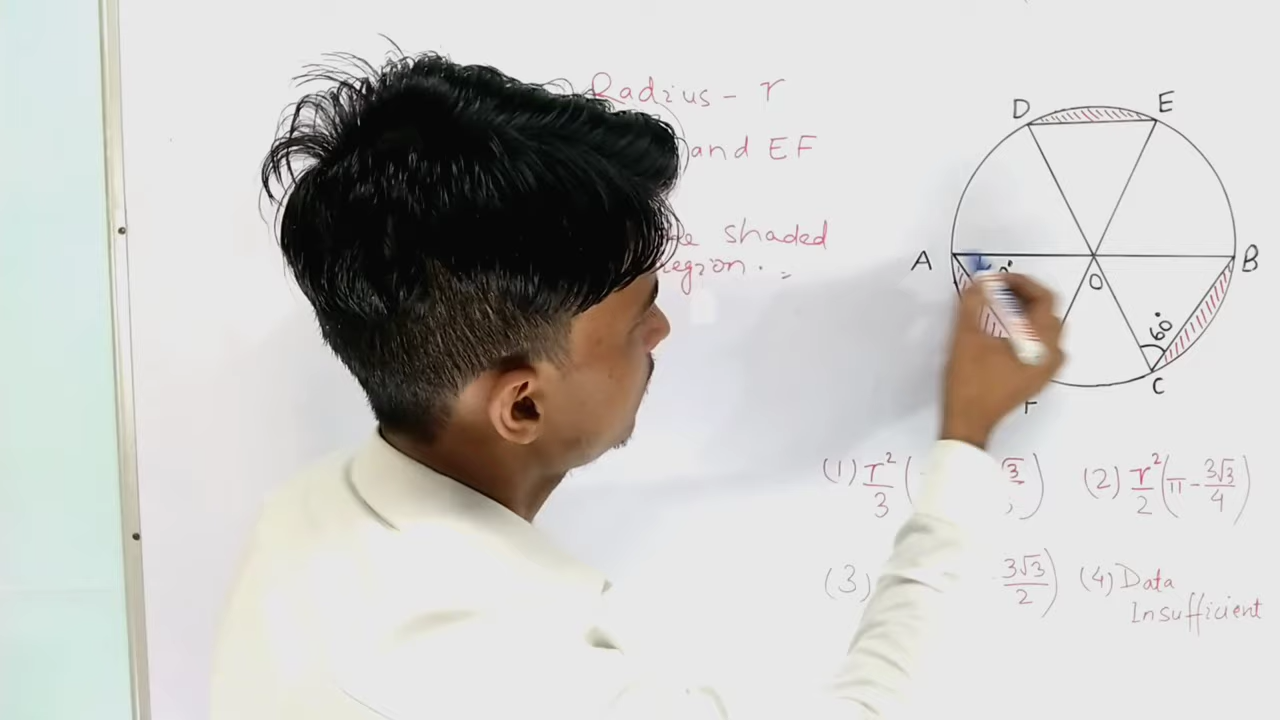 Radius - r
and EF
shaded
region.
D E
A B
O
60°
C
(1) r²/3 ( √3 ) (2) r²/2 (π - 3√3/4)
(3) 3√3/2 ) (4) Data
Insufficient